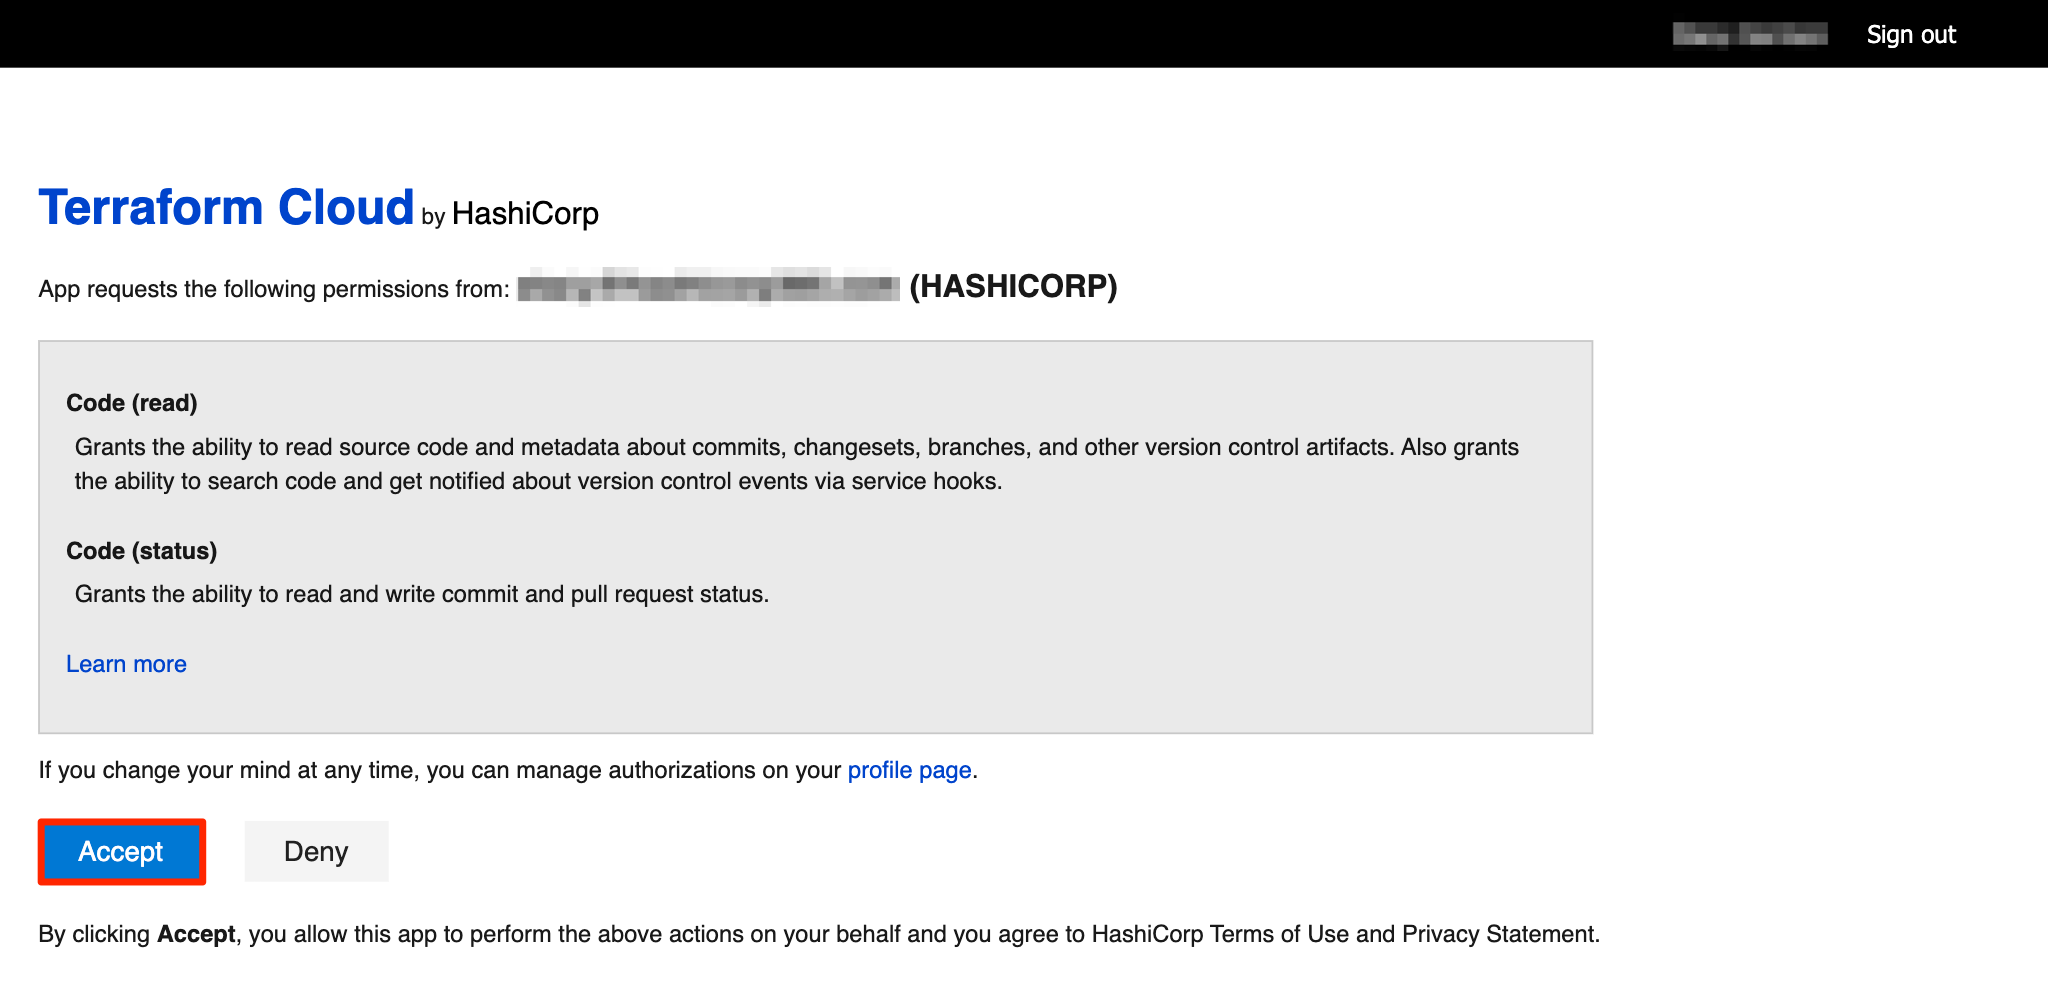 Sign out
Terraform Cloud by HashiCorp
App requests the following permissions from: (HASHICORP)
Code (read)
Grants the ability to read source code and metadata about commits, changesets, branches, and other version control artifacts. Also grants
the ability to search code and get notified about version control events via service hooks.
Code (status)
Grants the ability to read and write commit and pull request status.
Learn more
If you change your mind at any time, you can manage authorizations on your profile page.
Accept Deny
By clicking Accept, you allow this app to perform the above actions on your behalf and you agree to HashiCorp Terms of Use and Privacy Statement.